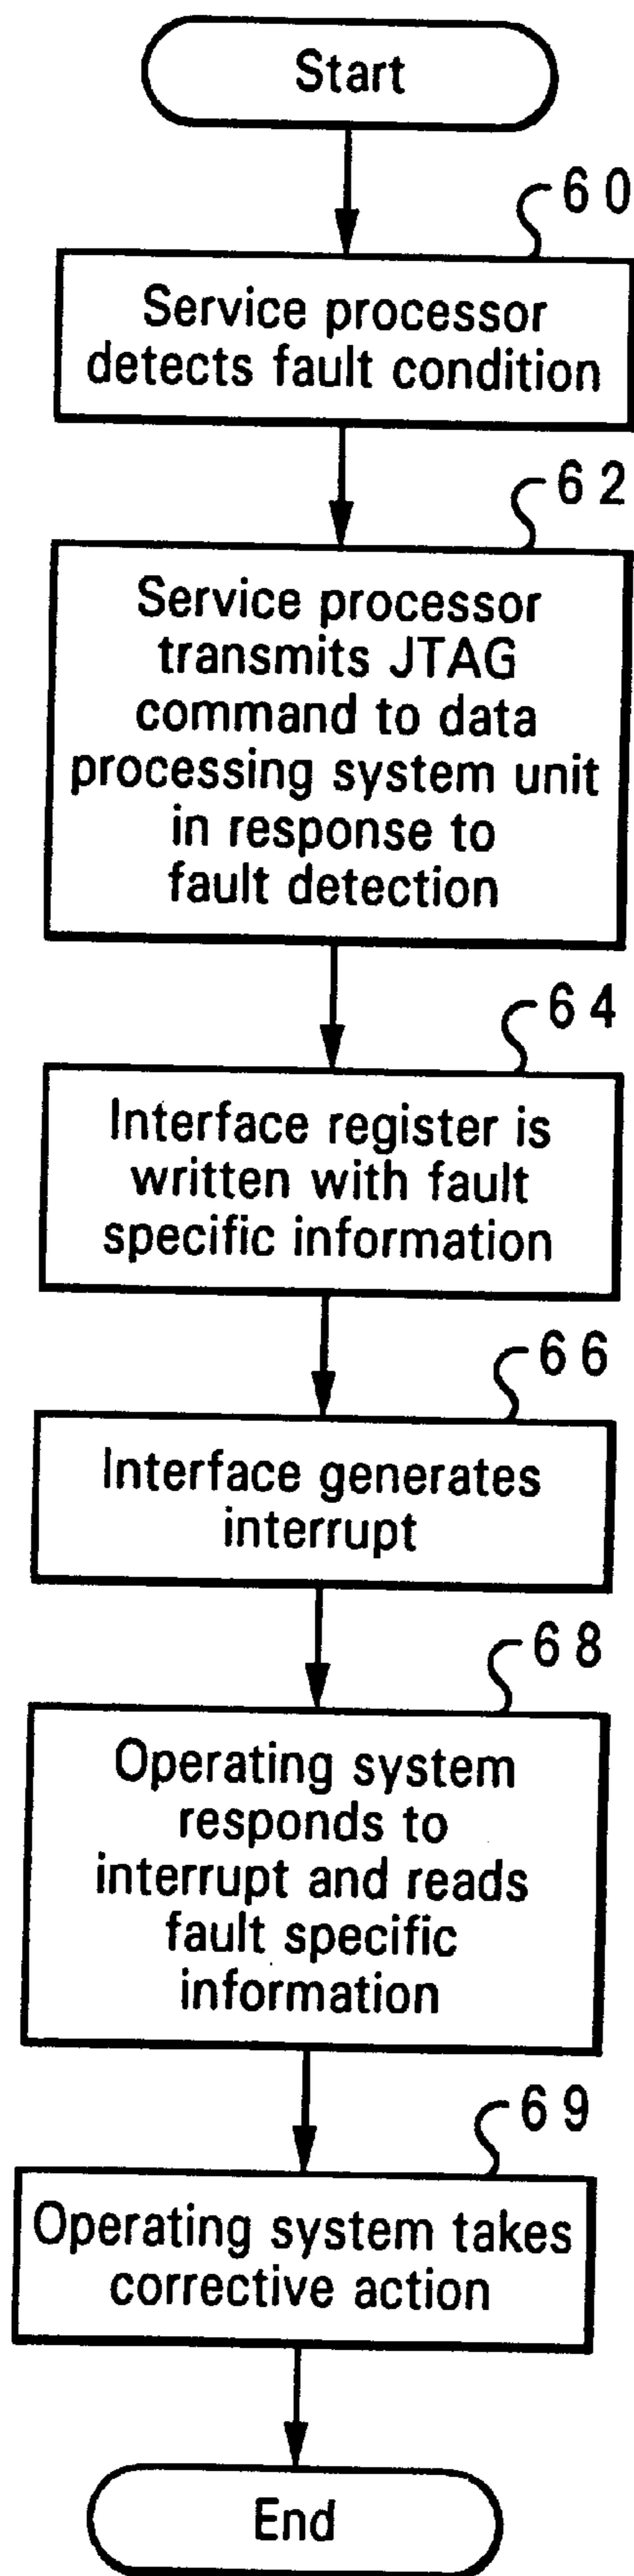 Start
60
Service processor
detects fault condition
62
Service processor
transmits JTAG
command to data
processing system unit
in response to
fault detection
64
Interface register is
written with fault
specific information
66
Interface generates
interrupt
68
Operating system
responds to
interrupt and reads
fault specific
information
69
Operating system takes
corrective action
End